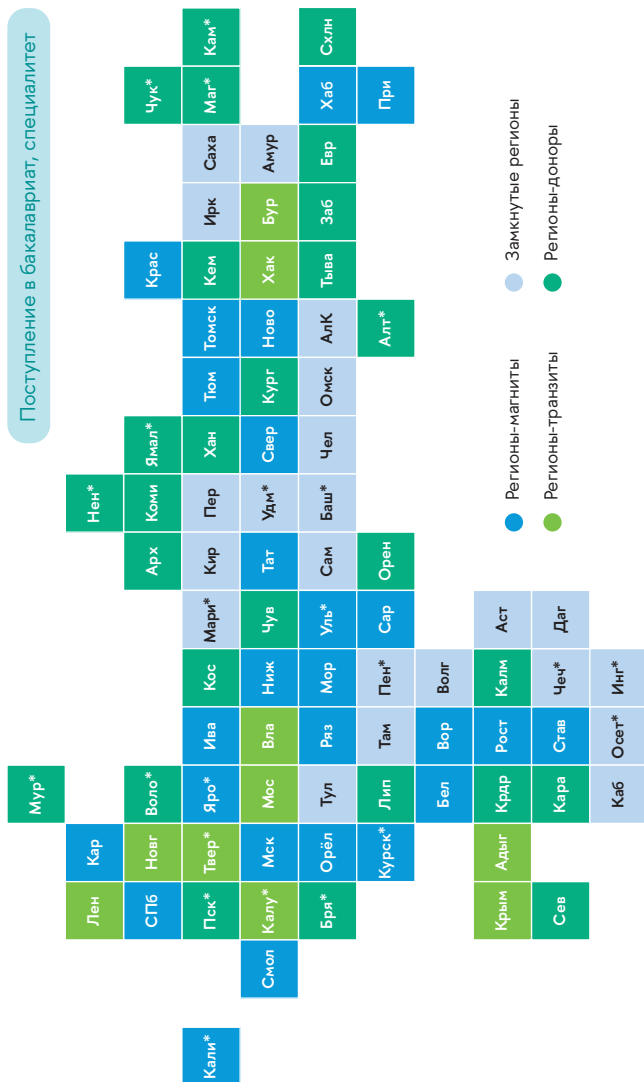 Поступление в бакалавриат, специалитет
Мур*
Лен Кар Нен*
СПб Новг Воло* Арх Коми Ямал* Крас Чук*
Кали* Пск* Твер* Яро* Ива Кос Мари* Кир Пер Хан Тюм Томск Кем Ирк Саха Маг* Кам*
Смол Калу* Мск Мос Вла Ниж Чув Тат Удм* Свер Кург Ново Хак Бур Амур
Бря* Орёл Тул Ряз Мор Уль* Сам Баш* Чел Омск АлК Тыва Заб Евр Хаб Схлн
Курск* Лип Там Пен* Сар Орен Алт* При
Бел Вор Волг
Крым Адыг Крдр Рост Калм Аст
Сев Кара Став Чеч* Даг
Каб Осет* Инг*
Регионы-магниты Замкнутые регионы
Регионы-транзиты Регионы-доноры